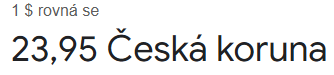 1 $ rovná se
23,95 Česká koruna